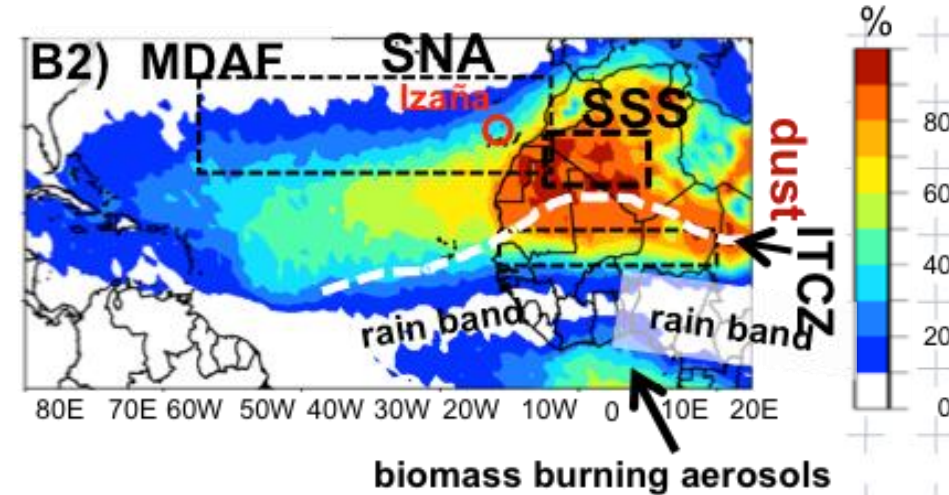 %
B2) MDAF
SNA
Izaña
SSS
dust
ITCZ
rain band
rain band
80
60
40
20
0
80E 70E 60W 50W 40W 30W 20W 10W 0 10E 20E
biomass burning aerosols